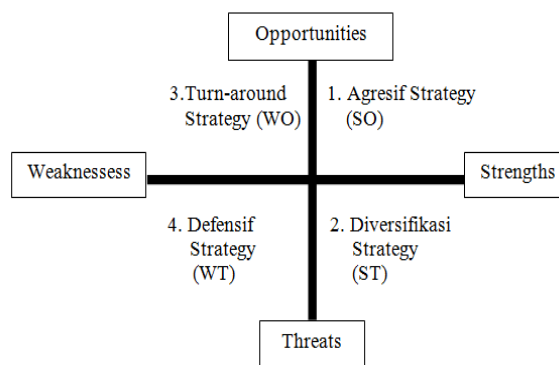 Opportunities
3.Turn-around
Strategy (WO)
1. Agresif Strategy
(SO)
Weaknessess
Strengths
4. Defensif
Strategy
(WT)
2. Diversifikasi
Strategy
(ST)
Threats